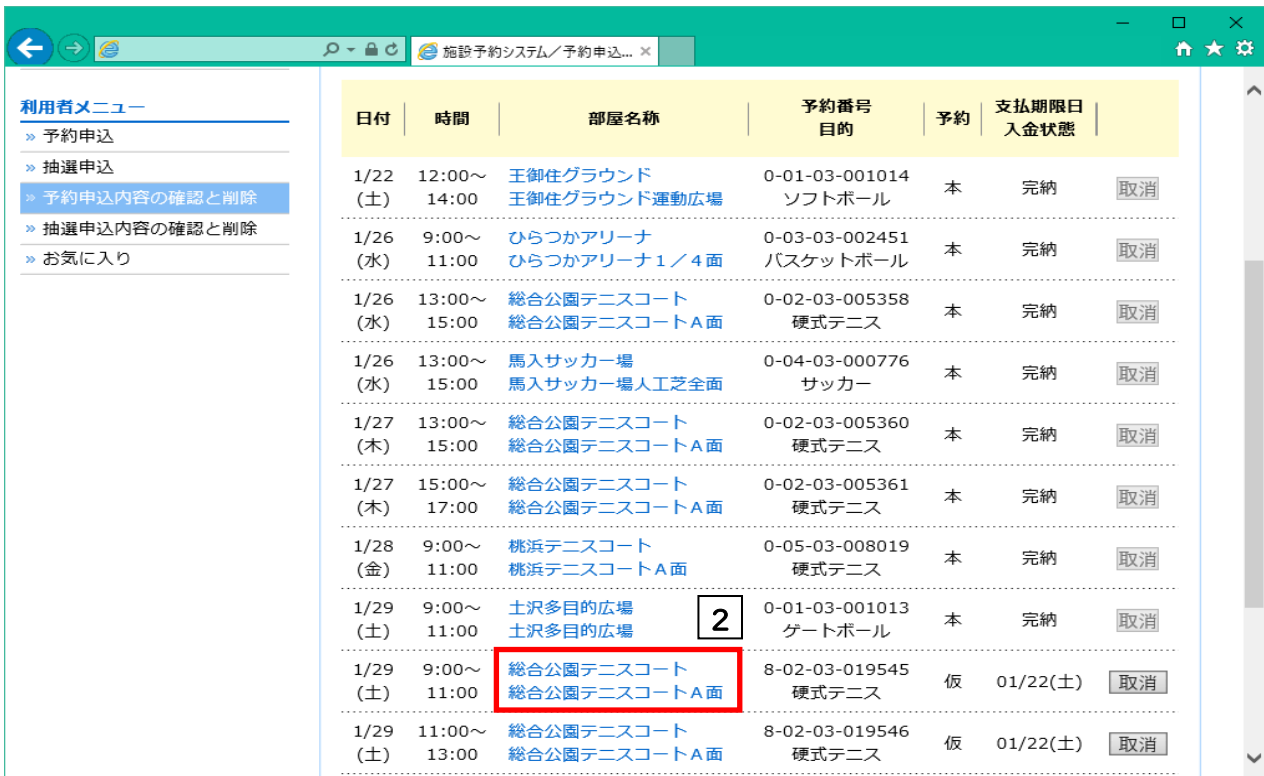 施設予約システム／予約申込...
利用者メニュー
» 予約申込
» 抽選申込
» 予約申込内容の確認と削除
» 抽選申込内容の確認と削除
» お気に入り
日付 時間 部屋名称 予約番号 予約 支払期限日
目的 入金状態
1/22 12:00～ 王御住グラウンド 0-01-03-001014 本 完納 取消
(土) 14:00 王御住グラウンド運動広場 ソフトボール
1/26 9:00～ ひらつかアリーナ 0-03-03-002451 本 完納 取消
(水) 11:00 ひらつかアリーナ１／４面 バスケットボール
1/26 13:00～ 総合公園テニスコート 0-02-03-005358 本 完納 取消
(水) 15:00 総合公園テニスコートＡ面 硬式テニス
1/26 13:00～ 馬入サッカー場 0-04-03-000776 本 完納 取消
(水) 15:00 馬入サッカー場人工芝全面 サッカー
1/27 13:00～ 総合公園テニスコート 0-02-03-005360 本 完納 取消
(木) 15:00 総合公園テニスコートＡ面 硬式テニス
1/27 15:00～ 総合公園テニスコート 0-02-03-005361 本 完納 取消
(木) 17:00 総合公園テニスコートＡ面 硬式テニス
1/28 9:00～ 桃浜テニスコート 0-05-03-008019 本 完納 取消
(金) 11:00 桃浜テニスコートＡ面 硬式テニス
1/29 9:00～ 土沢多目的広場 2 0-01-03-001013 本 完納 取消
(土) 11:00 土沢多目的広場 ゲートボール
1/29 9:00～ 総合公園テニスコート 8-02-03-019545 仮 01/22(土) 取消
(土) 11:00 総合公園テニスコートＡ面 硬式テニス
1/29 11:00～ 総合公園テニスコート 8-02-03-019546 仮 01/22(土) 取消
(土) 13:00 総合公園テニスコートＡ面 硬式テニス